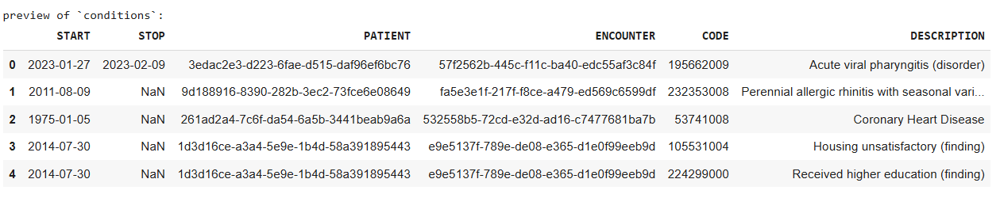 preview of `conditions`:
START STOP PATIENT ENCOUNTER CODE DESCRIPTION
0 2023-01-27 2023-02-09 3edac2e3-d223-6fae-d515-daf96ef6bc76 57f2562b-445c-f11c-ba40-edc55af3c84f 195662009 Acute viral pharyngitis (disorder)
1 2011-08-09 NaN 9d188916-8390-282b-3ec2-73fce6e08649 fa5e3e1f-217f-f8ce-a479-ed569c6599df 232353008 Perennial allergic rhinitis with seasonal vari...
2 1975-01-05 NaN 261ad2a4-7c6f-da54-6a5b-3441beab9a6a 532558b5-72cd-e32d-ad16-c7477681ba7b 53741008 Coronary Heart Disease
3 2014-07-30 NaN 1d3d16ce-a3a4-5e9e-1b4d-58a391895443 e9e5137f-789e-de08-e365-d1e0f99eeb9d 105531004 Housing unsatisfactory (finding)
4 2014-07-30 NaN 1d3d16ce-a3a4-5e9e-1b4d-58a391895443 e9e5137f-789e-de08-e365-d1e0f99eeb9d 224299000 Received higher education (finding)